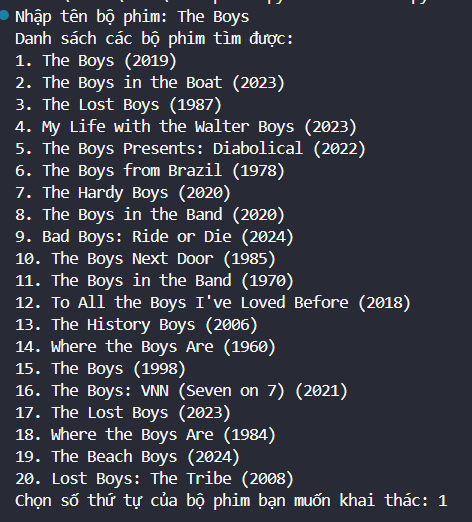 Nhập tên bộ phim: The Boys
Danh sách các bộ phim tìm được:
1. The Boys (2019)
2. The Boys in the Boat (2023)
3. The Lost Boys (1987)
4. My Life with the Walter Boys (2023)
5. The Boys Presents: Diabolical (2022)
6. The Boys from Brazil (1978)
7. The Hardy Boys (2020)
8. The Boys in the Band (2020)
9. Bad Boys: Ride or Die (2024)
10. The Boys Next Door (1985)
11. The Boys in the Band (1970)
12. To All the Boys I've Loved Before (2018)
13. The History Boys (2006)
14. Where the Boys Are (1960)
15. The Boys (1998)
16. The Boys: VNN (Seven on 7) (2021)
17. The Lost Boys (2023)
18. Where the Boys Are (1984)
19. The Beach Boys (2024)
20. Lost Boys: The Tribe (2008)
Chọn số thứ tự của bộ phim bạn muốn khai thác: 1